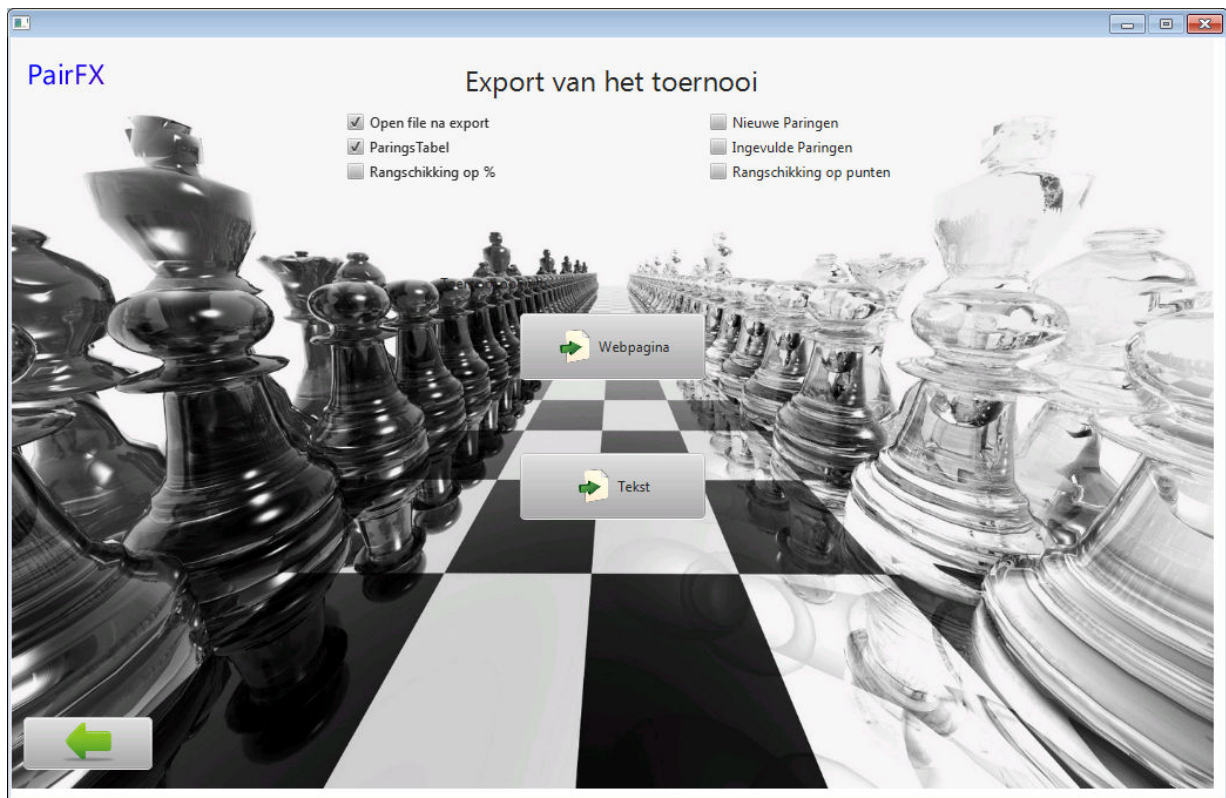 PairFX
Export van het toernooi
Open file na export
ParingsTabel
Rangschikking op %
Nieuwe Paringen
Ingevulde Paringen
Rangschikking op punten
Webpagina
Tekst